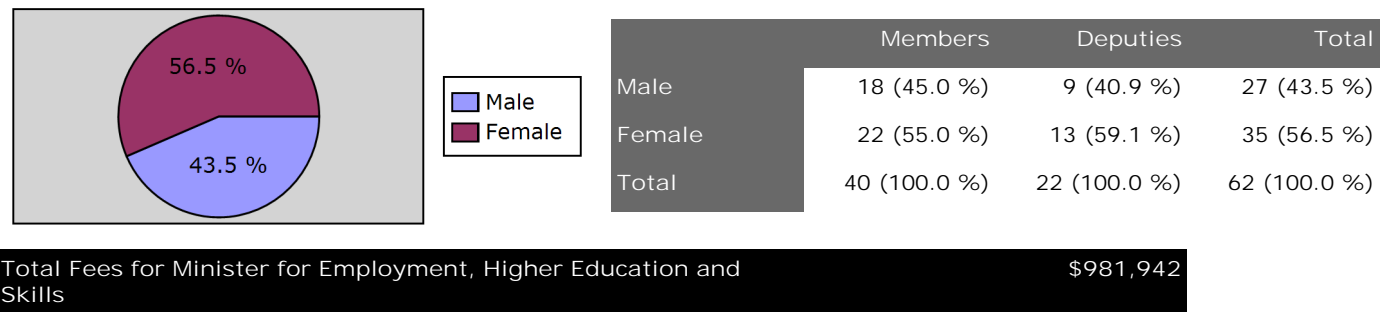 56.5 %
43.5 %
Male
Female
Members Deputies Total
Male 18 (45.0 %) 9 (40.9 %) 27 (43.5 %)
Female 22 (55.0 %) 13 (59.1 %) 35 (56.5 %)
Total 40 (100.0 %) 22 (100.0 %) 62 (100.0 %)
Total Fees for Minister for Employment, Higher Education and $981,942
Skills